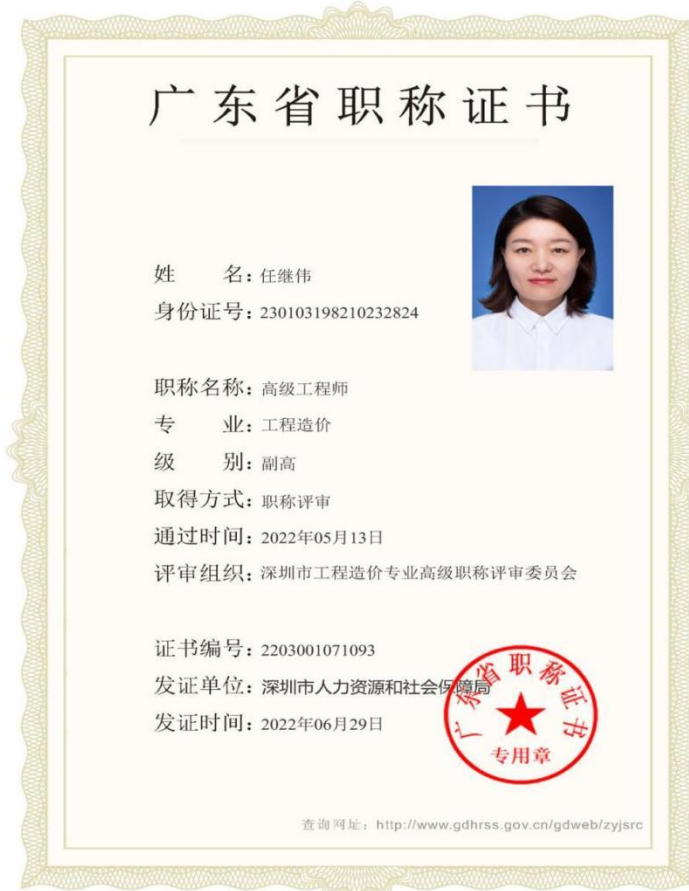 广东省职称证书
姓 名：任继伟
身份证号：230103198210232824
职称名称：高级工程师
专 业：工程造价
级 别：副高
取得方式：职称评审
通过时间：2022年05月13日
评审组织：深圳市工程造价专业高级职称评审委员会
证书编号：2203001071093
发证单位：深圳市人力资源和社会保障局
发证时间：2022年06月29日
广东省职称证书
专用章
查询网址：http://www.gdhrss.gov.cn/gdweb/zyjsrc